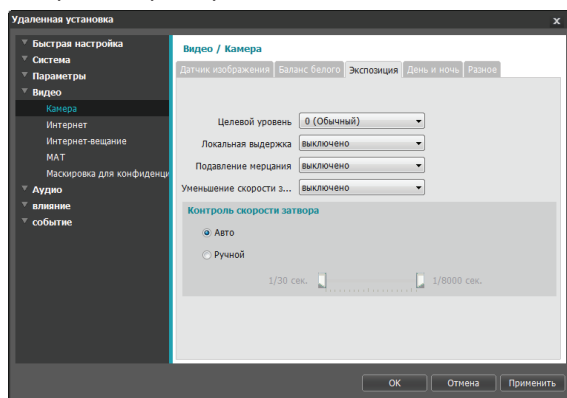 Удаленная установка x
Быстрая настройка
Система
Параметры
Видео
Камера
Интернет
Интернет-вещание
MAT
Маскировка для конфиденци
Аудио
влияние
событие
Видео / Камера
Датчик изображения Баланс белого Экспозиция День и ночь Разное
Целевой уровень 0 (Обычный)
Локальная выдержка выключено
Подавление мерцания выключено
Уменьшение скорости з... выключено
Контроль скорости затвора
Авто
Ручной
1/30 сек. 1/8000 сек.
OK Отмена Применить